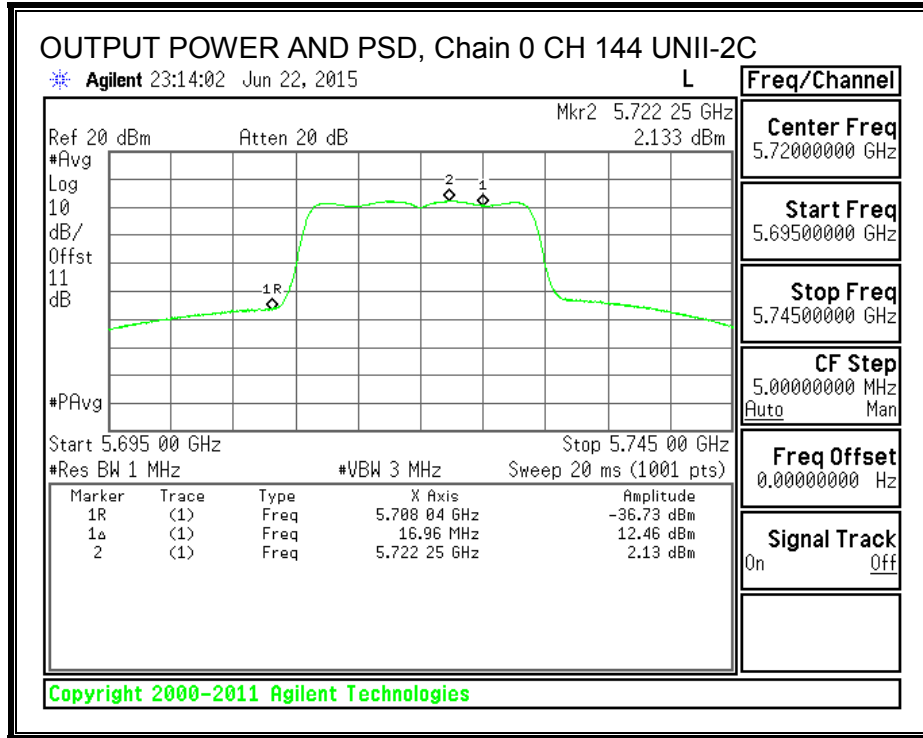 OUTPUT POWER AND PSD, Chain 0 CH 144 UNII-2C
Agilent 23:14:02 Jun 22, 2015 L
Mkr2 5.722 25 GHz
Ref 20 dBm Atten 20 dB 2.133 dBm
#Avg
Log
10
dB/
Offst
11
dB
#PAvg
2
1
1R
Start 5.695 00 GHz Stop 5.745 00 GHz
#Res BW 1 MHz #VBW 3 MHz Sweep 20 ms (1001 pts)
Marker Trace Type X Axis Amplitude
1R (1) Freq 5.708 04 GHz -36.73 dBm
1Δ (1) Freq 16.96 MHz 12.46 dBm
2 (1) Freq 5.722 25 GHz 2.13 dBm
Freq/Channel
Center Freq
5.72000000 GHz
Start Freq
5.69500000 GHz
Stop Freq
5.74500000 GHz
CF Step
5.00000000 MHz
Auto Man
Freq Offset
0.00000000 Hz
Signal Track
On Off
Copyright 2000-2011 Agilent Technologies